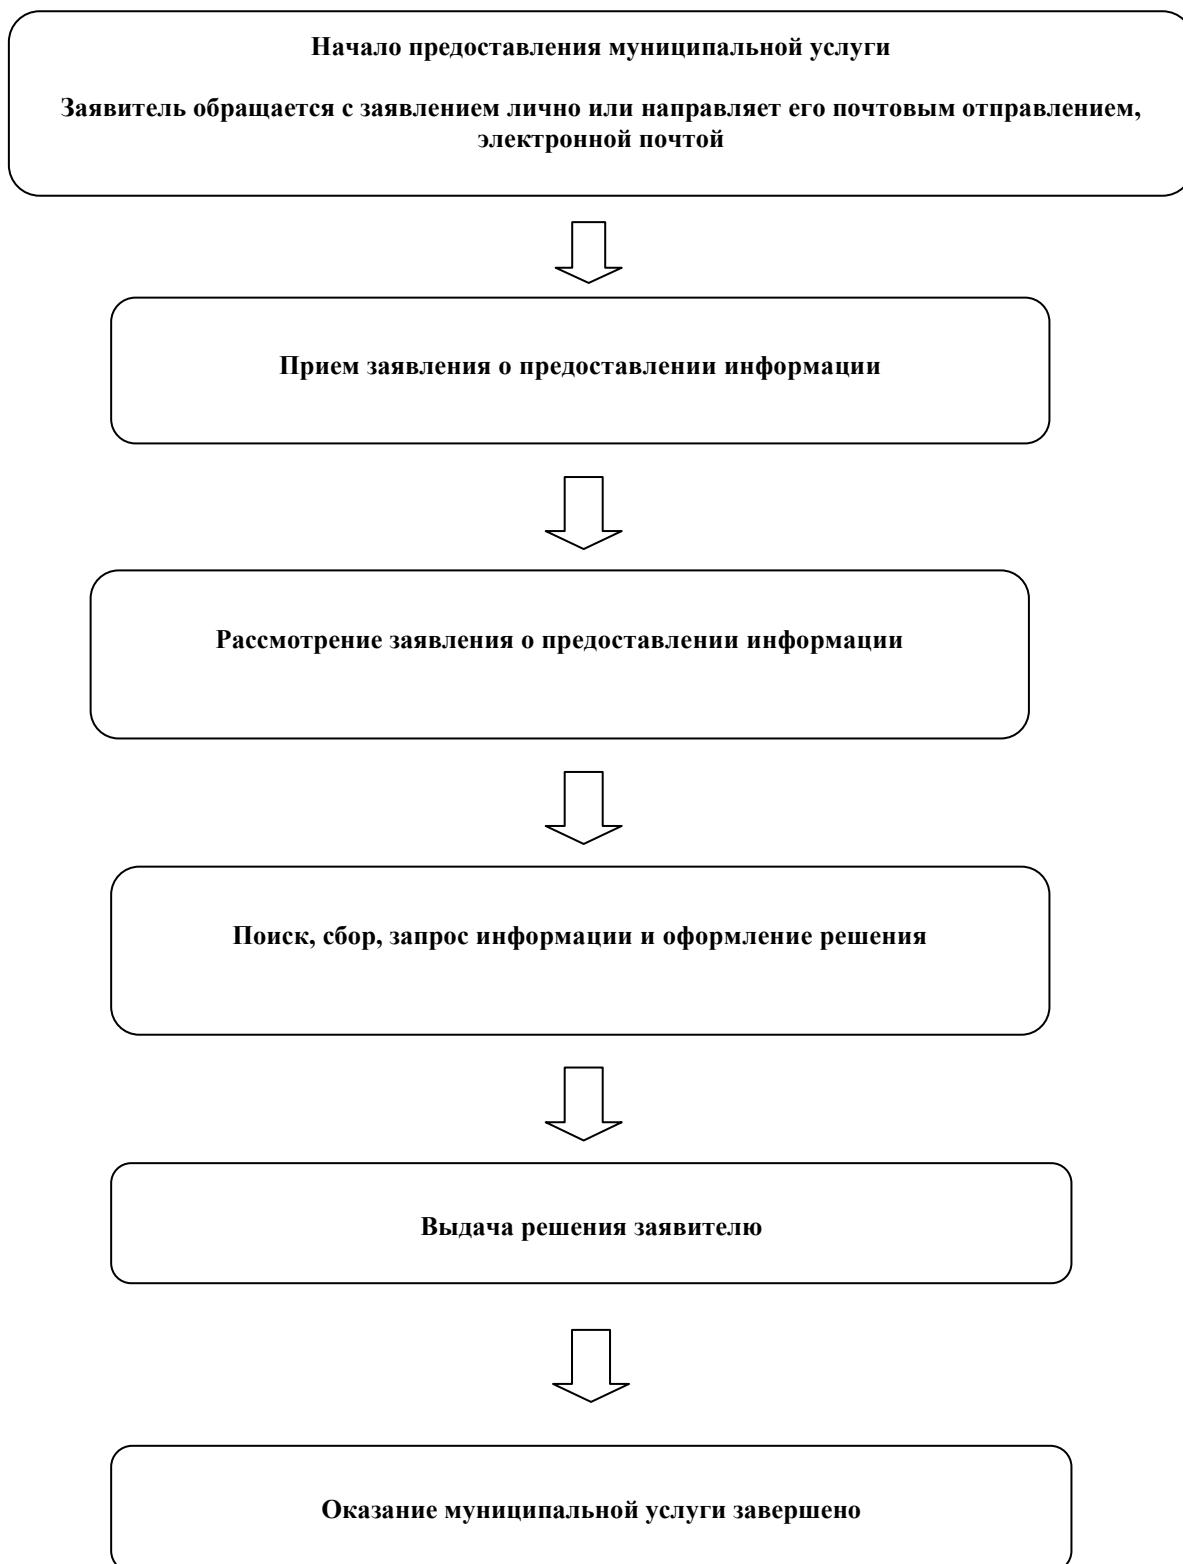 Начало предоставления муниципальной услуги
Заявитель обращается с заявлением лично или направляет его почтовым отправлением,
электронной почтой
Прием заявления о предоставлении информации
Рассмотрение заявления о предоставлении информации
Поиск, сбор, запрос информации и оформление решения
Выдача решения заявителю
Оказание муниципальной услуги завершено